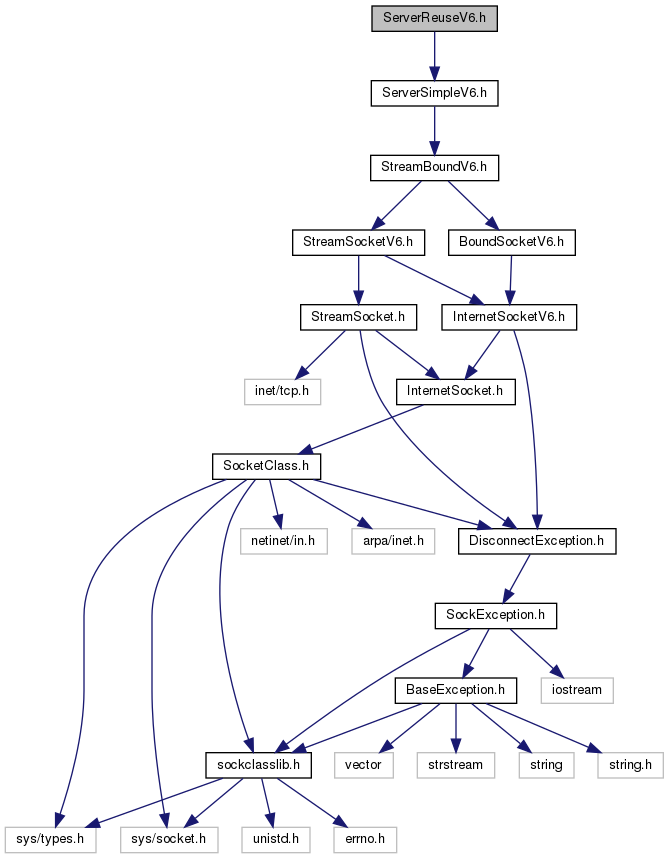 ServerReuseV6.h
ServerSimpleV6.h
StreamBoundV6.h
StreamSocketV6.h
BoundSocketV6.h
StreamSocket.h
InternetSocketV6.h
inet/tcp.h
InternetSocket.h
SocketClass.h
netinet/in.h
arpa/inet.h
DisconnectException.h
SockException.h
BaseException.h
iostream
sockclasslib.h
vector
strstream
string
string.h
sys/types.h
sys/socket.h
unistd.h
errno.h